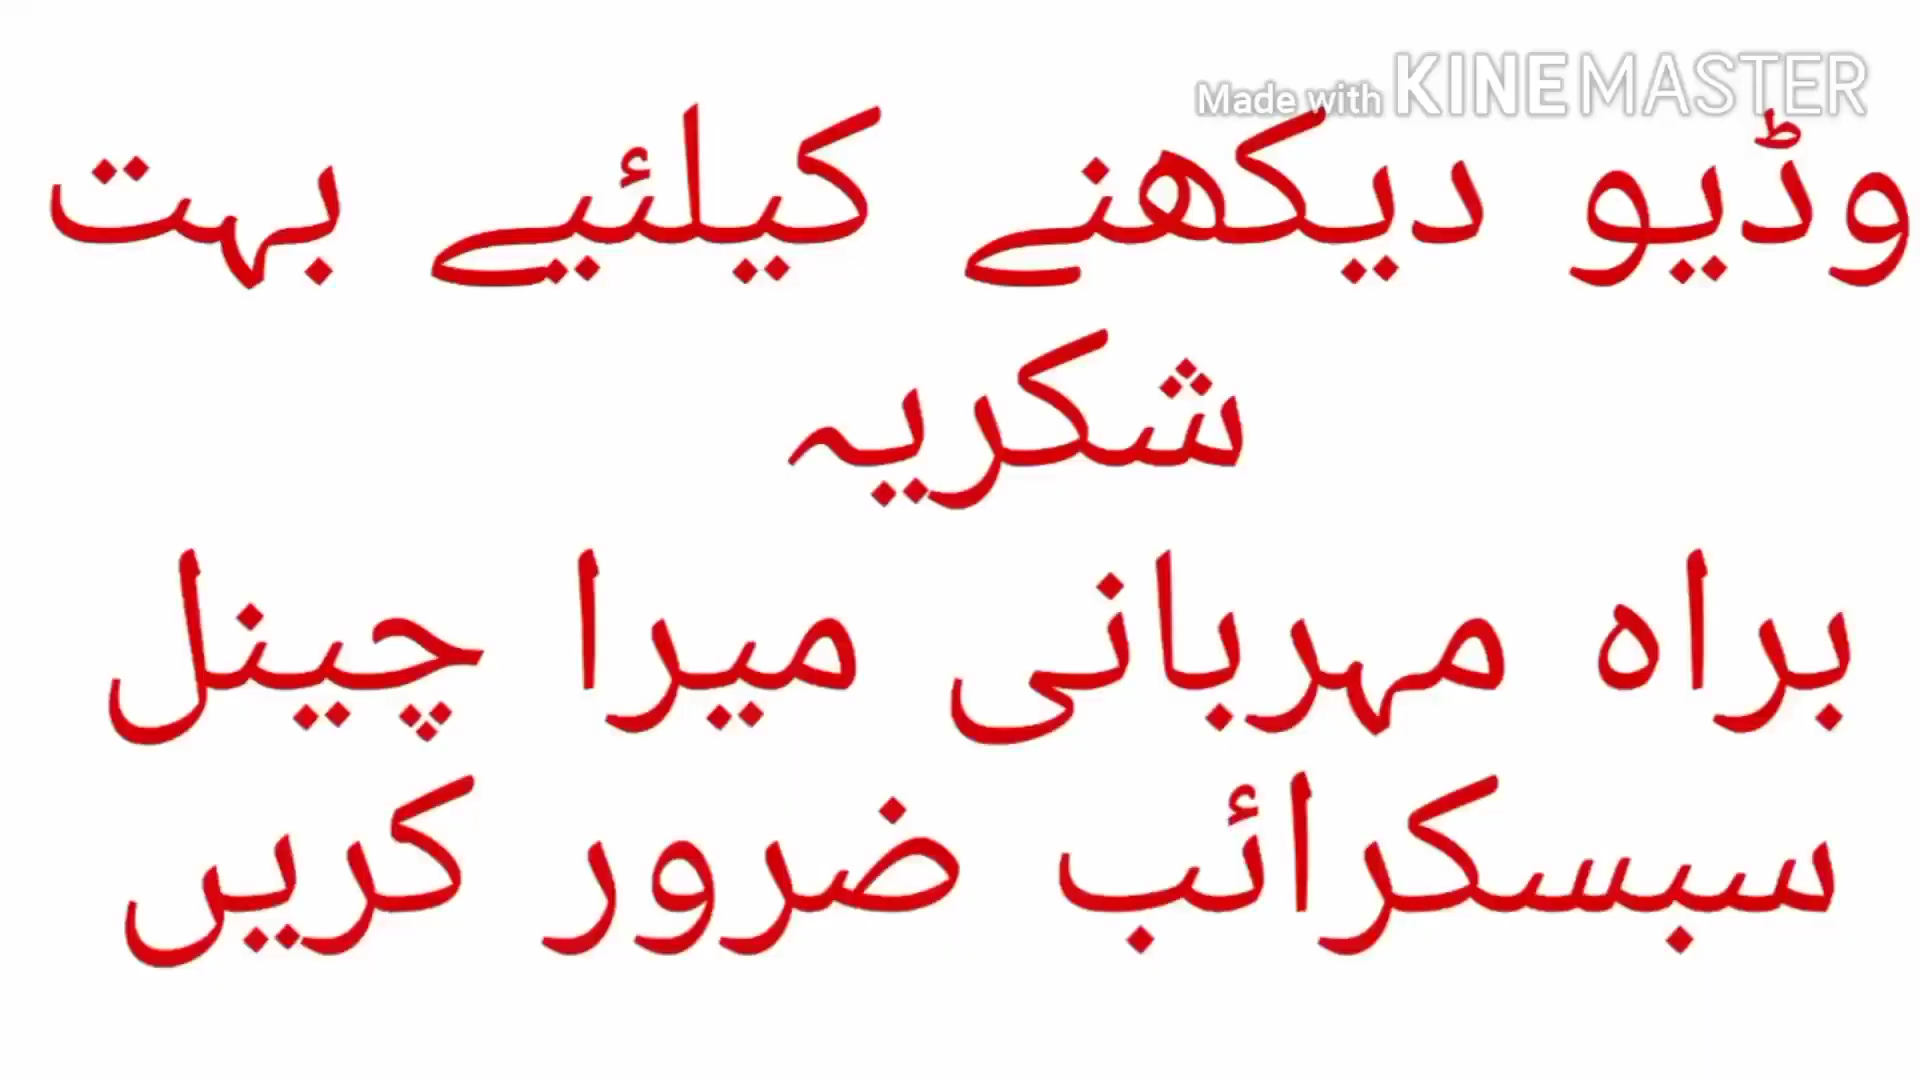 Made with KINEMASTER
وڈیو دیکھنے کیلئیے بہت
شکریہ
براہ مہربانی میرا چینل
سبسکرائب ضرور کریں